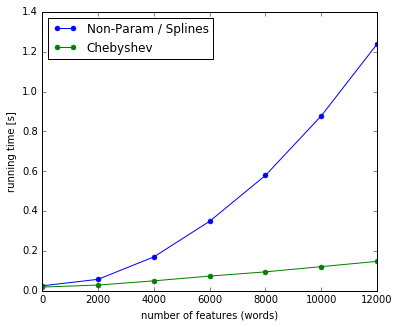 1.4
1.2
1.0
0.8
0.6
0.4
0.2
0.0
running time [s]
Non-Param / Splines
Chebyshev
0 2000 4000 6000 8000 10000 12000
number of features (words)